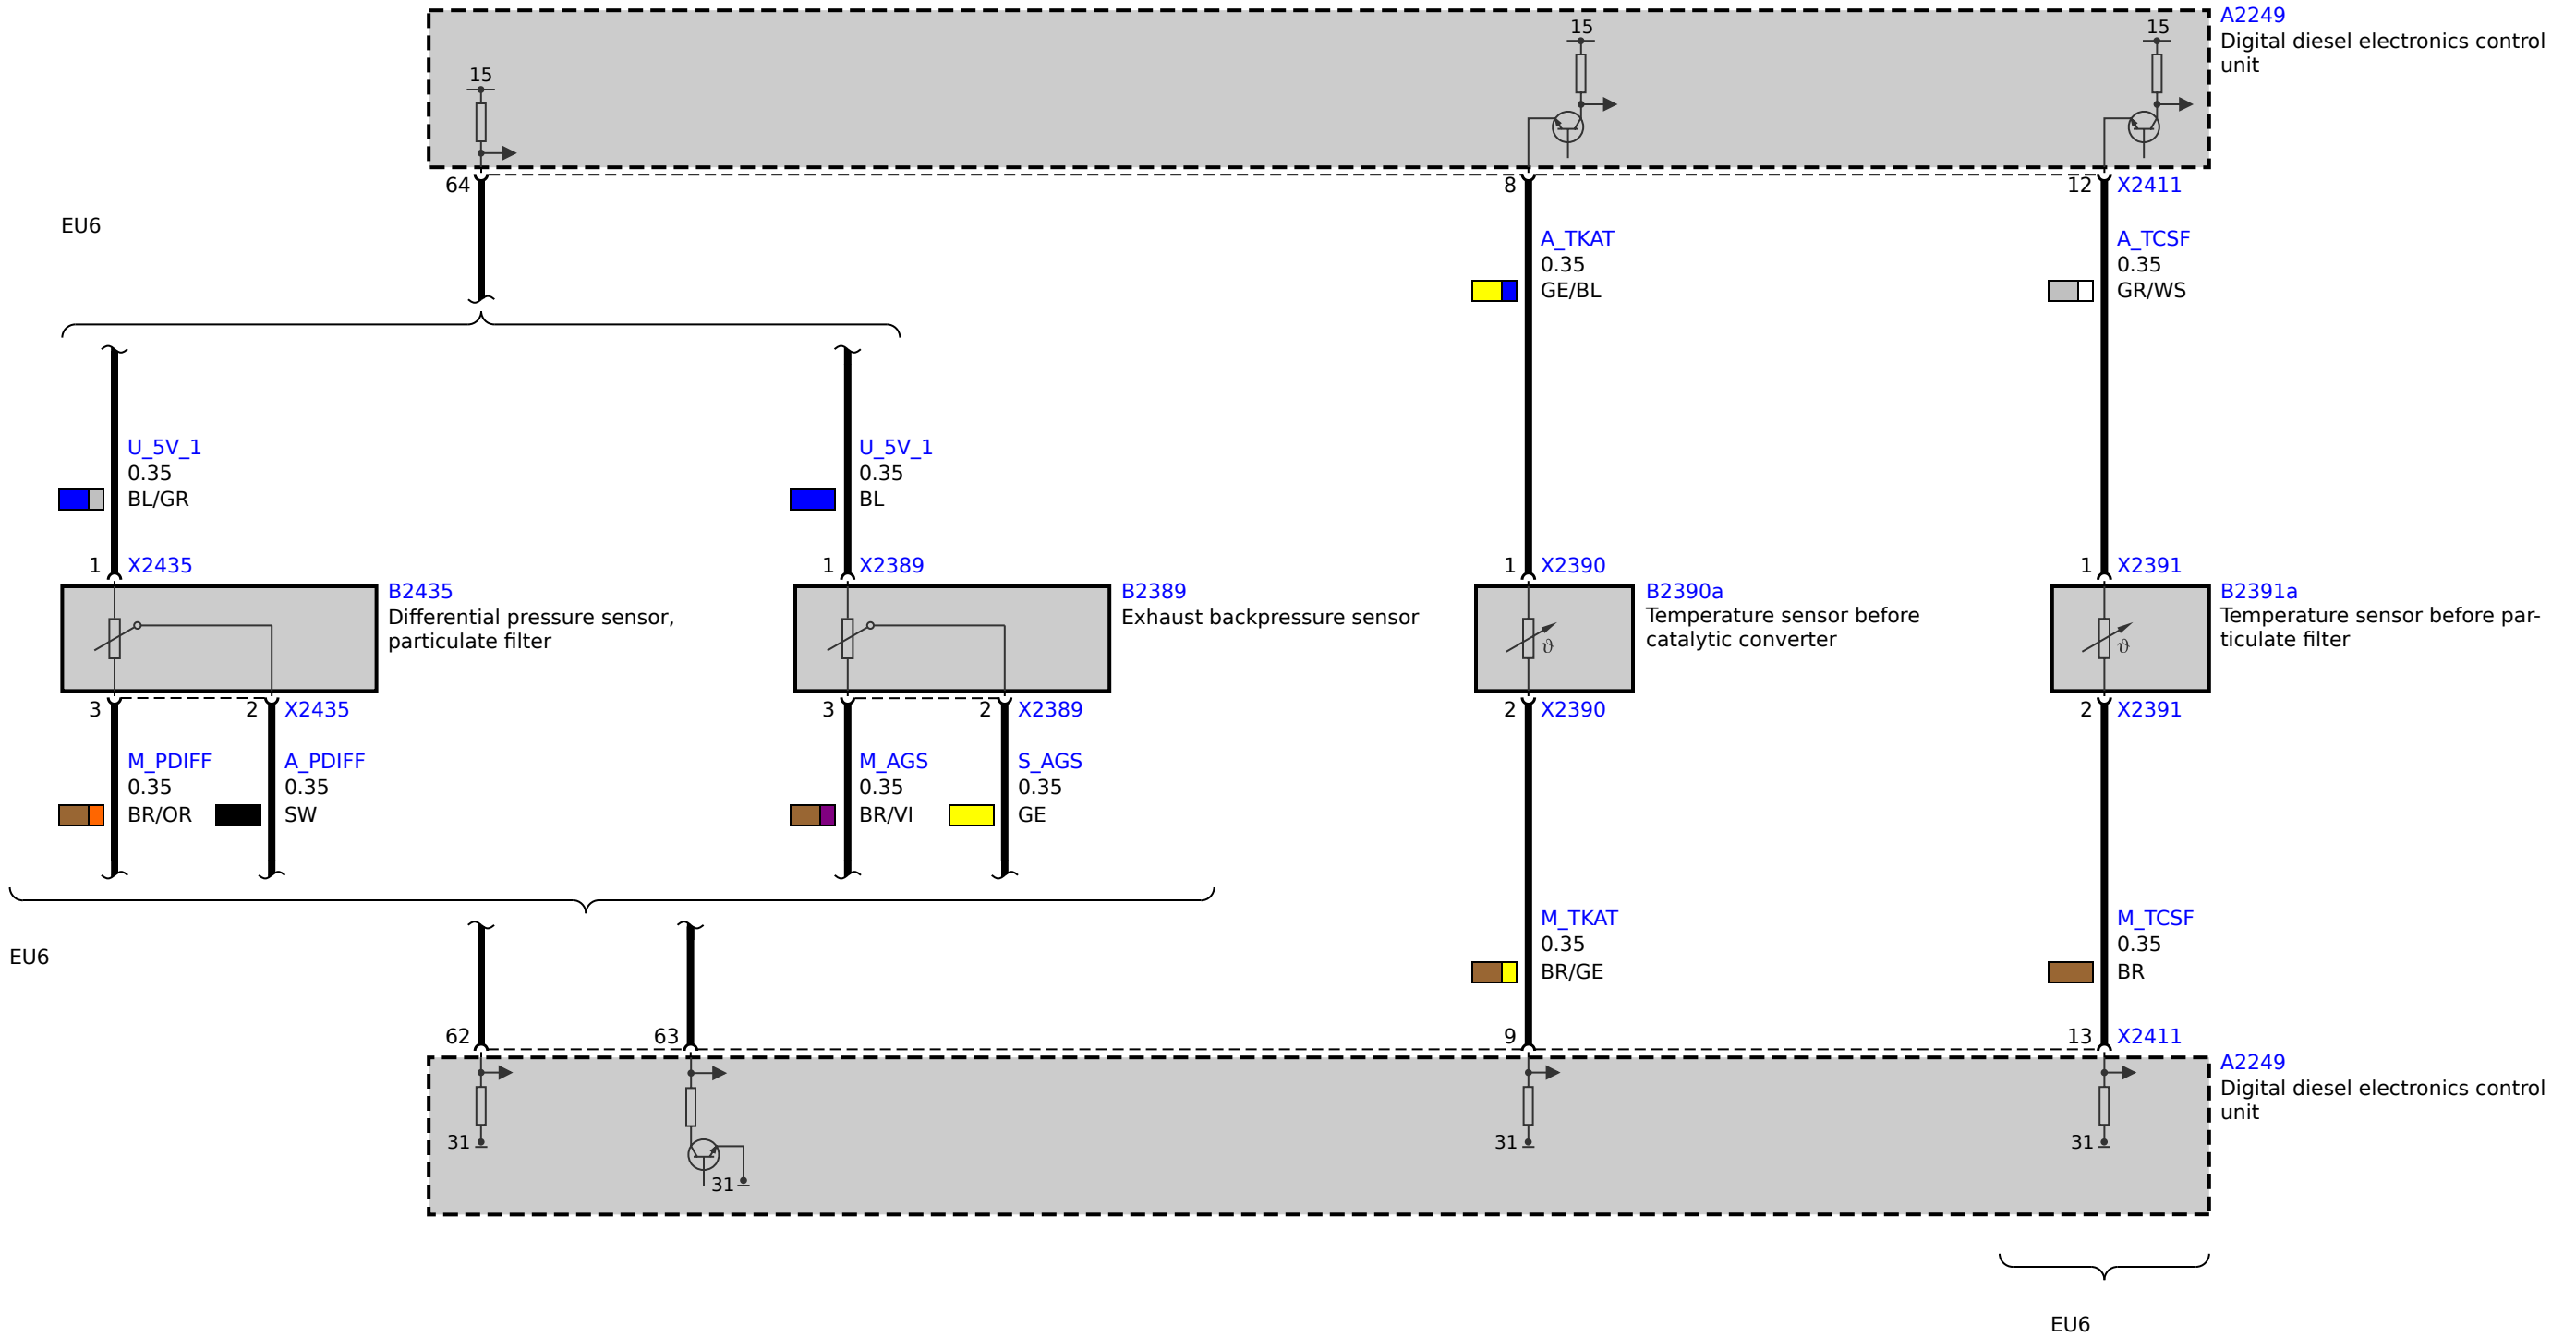 A2249
Digital diesel electronics control
unit
15
15
15
64
8
12
X2411
EU6
A_TKAT
0.35
GE/BL
A_TCSF
0.35
GR/WS
U_5V_1
0.35
BL/GR
U_5V_1
0.35
BL
1
X2435
1
X2389
1
X2390
1
X2391
B2435
Differential pressure sensor,
particulate filter
B2389
Exhaust backpressure sensor
B2390a
Temperature sensor before
catalytic converter
B2391a
Temperature sensor before par-
ticulate filter
ϑ
ϑ
3
2
X2435
3
2
X2389
2
X2390
2
X2391
M_PDIFF
0.35
BR/OR
A_PDIFF
0.35
SW
M_AGS
0.35
BR/VI
S_AGS
0.35
GE
M_TKAT
0.35
BR/GE
M_TCSF
0.35
BR
EU6
62
63
9
13
X2411
A2249
Digital diesel electronics control
unit
31
31
31
31
EU6